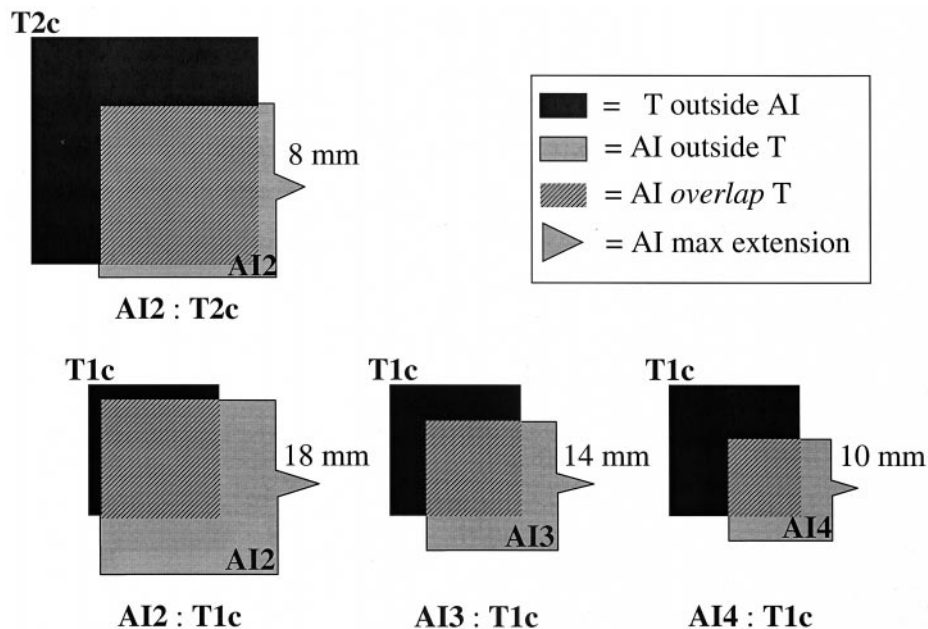 T2c
8 mm
AI2
AI2 : T2c
= T outside AI
= AI outside T
= AI overlap T
= AI max extension
T1c
18 mm
AI2
AI2 : T1c
T1c
14 mm
AI3
AI3 : T1c
T1c
10 mm
AI4
AI4 : T1c